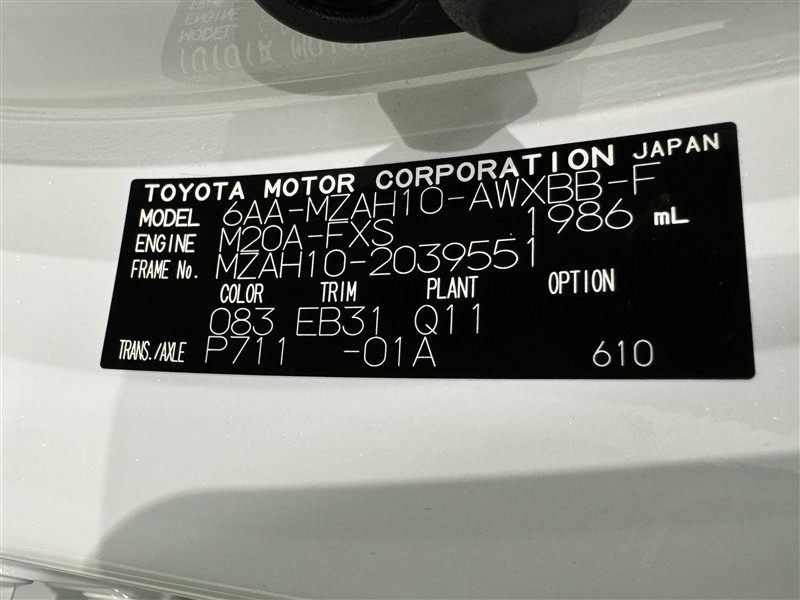 TOYOTA MOTOR CORPORATION JAPAN
MODEL 6AA-MZAH10-AWXBB-F
ENGINE M20A-FXS 1986 mL
FRAME No. MZAH10-2039551
COLOR TRIM PLANT OPTION
083 EB31 Q11
TRANS./AXLE P711 -01A 610